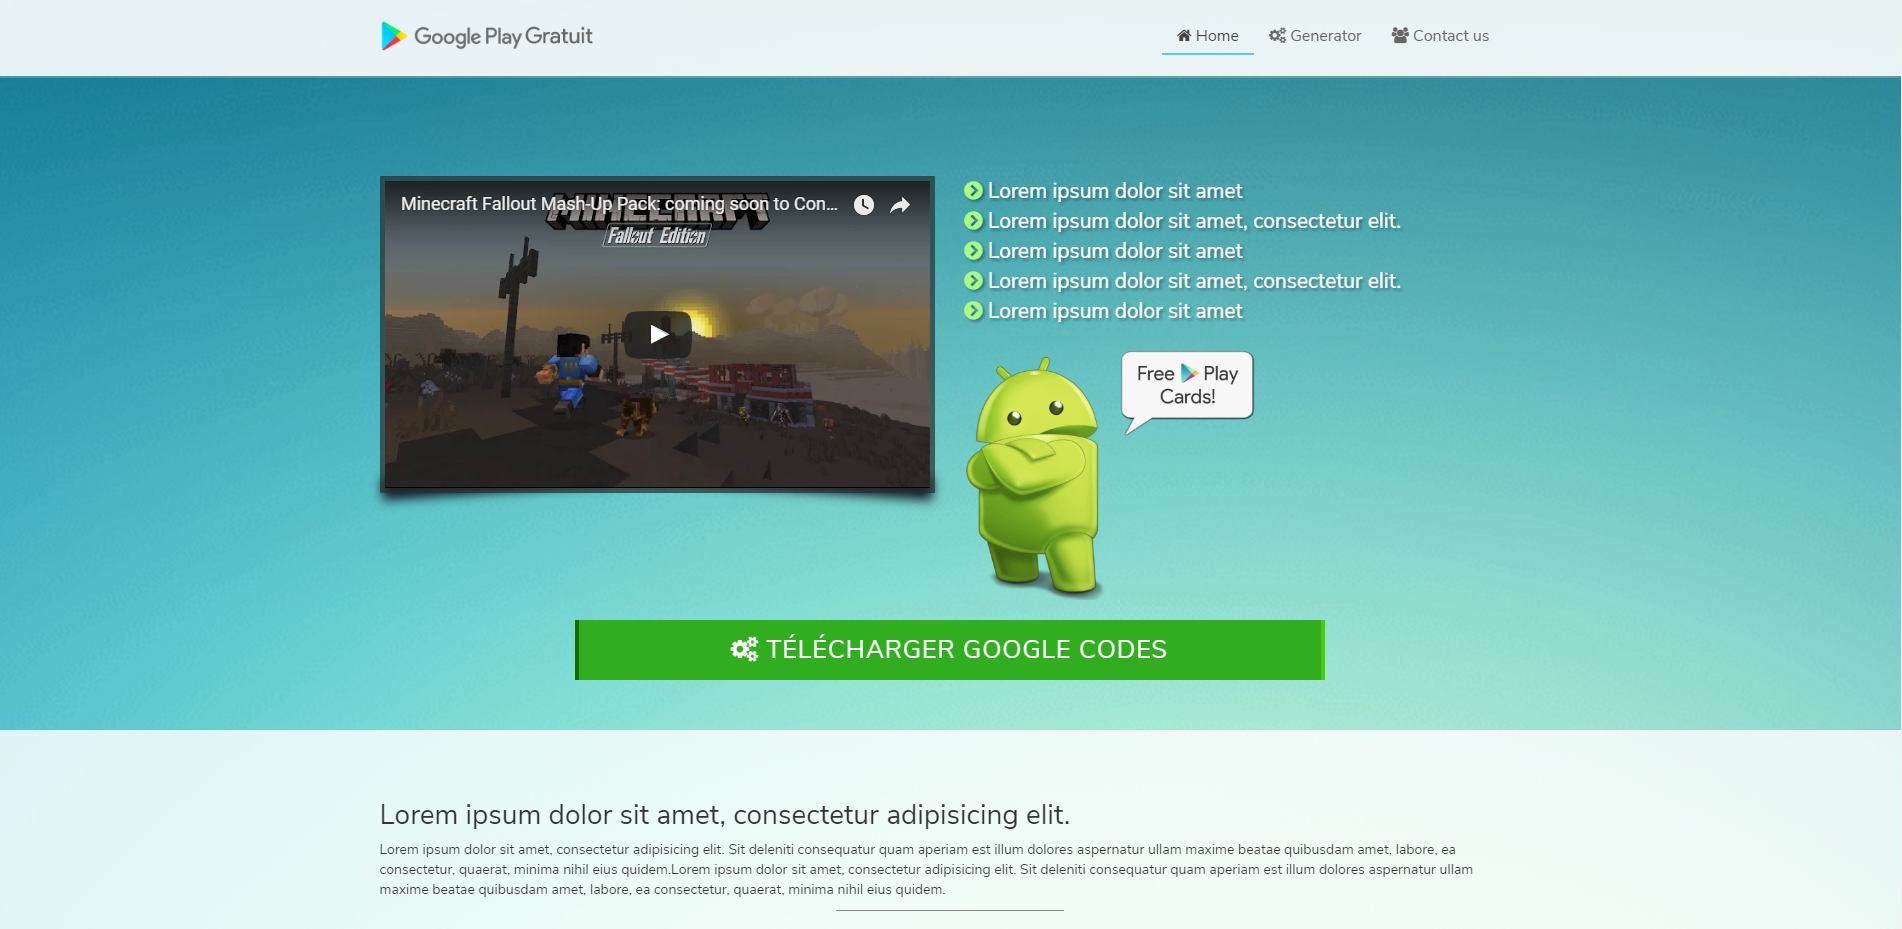 Google Play Gratuit
Home
Generator
Contact us
Minecraft Fallout Mash-Up Pack: coming soon to Con...
MINECRAFT
Fallout Edition
Lorem ipsum dolor sit amet
Lorem ipsum dolor sit amet, consectetur elit.
Lorem ipsum dolor sit amet
Lorem ipsum dolor sit amet, consectetur elit.
Lorem ipsum dolor sit amet
Free Play
Cards!
TÉLÉCHARGER GOOGLE CODES
Lorem ipsum dolor sit amet, consectetur adipisicing elit.
Lorem ipsum dolor sit amet, consectetur adipisicing elit. Sit deleniti consequatur quam aperiam est illum dolores aspernatur ullam maxime beatae quibusdam amet, labore, ea
consectetur, quaerat, minima nihil eius quidem.Lorem ipsum dolor sit amet, consectetur adipisicing elit. Sit deleniti consequatur quam aperiam est illum dolores aspernatur ullam
maxime beatae quibusdam amet, labore, ea consectetur, quaerat, minima nihil eius quidem.